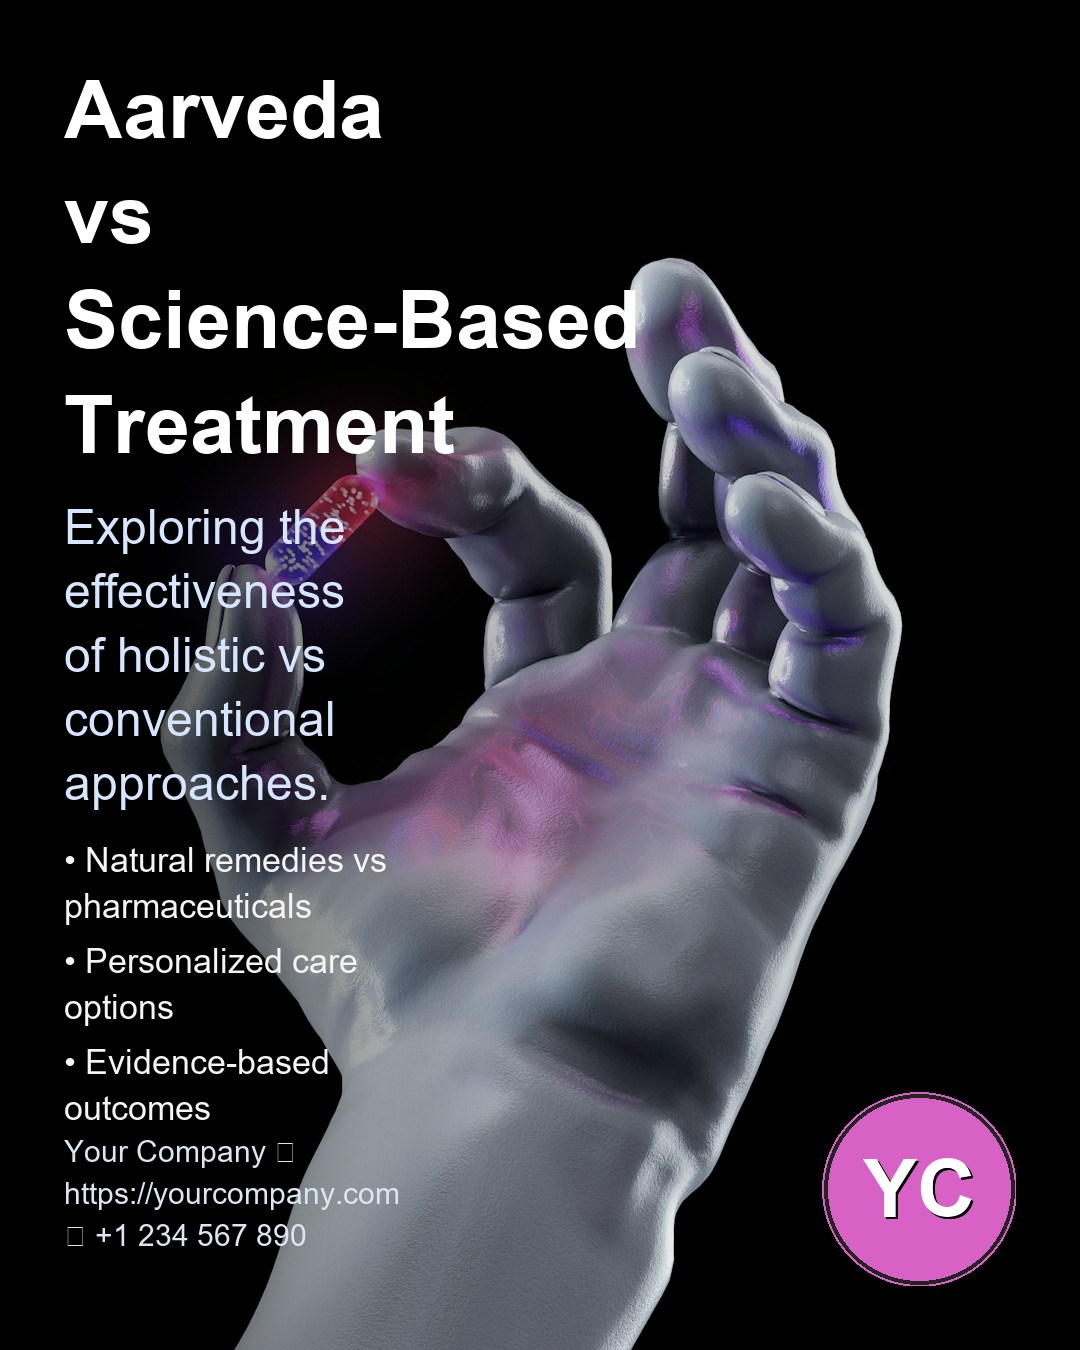 Aarveda
vs
Science-Based
Treatment
Exploring the
effectiveness
of holistic vs
conventional
approaches.
• Natural remedies vs
pharmaceuticals
• Personalized care
options
• Evidence-based
outcomes
Your Company □
https://yourcompany.com
□ +1 234 567 890
YC